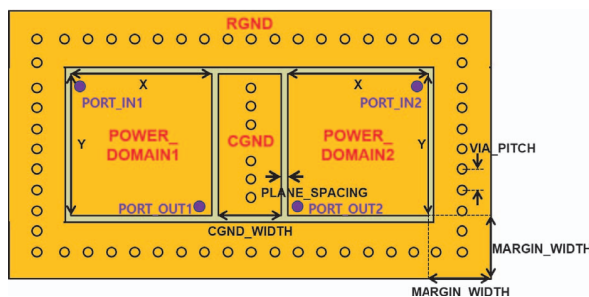 RGND
X
X
PORT_IN1
PORT_IN2
Y
POWER_
DOMAIN1
CGND
POWER_
DOMAIN2
Y
VIA_PITCH
PLANE_SPACING
PORT_OUT1
PORT_OUT2
CGND_WIDTH
MARGIN_WIDTH
MARGIN_WIDTH